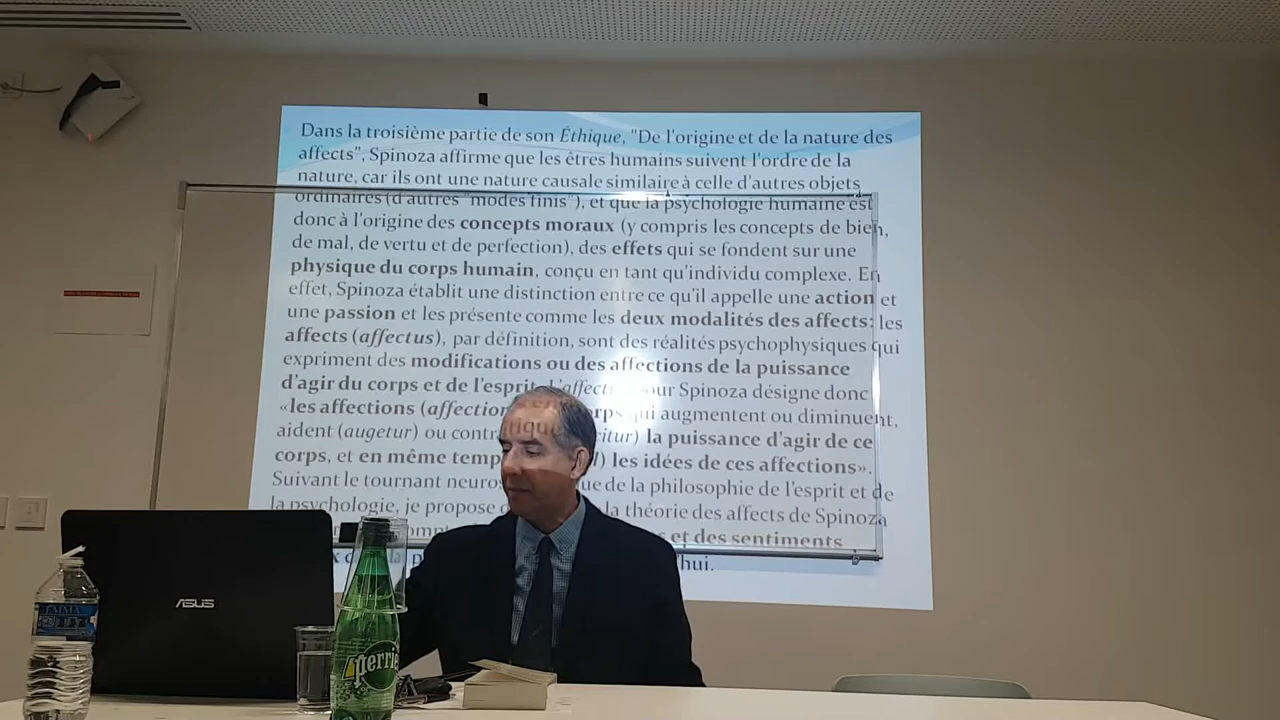 Dans la troisième partie de son Éthique, "De l'origine et de la nature des
affects", Spinoza affirme que les êtres humains suivent l'ordre de la
nature, car ils ont une nature causale similaire à celle d'autres objets
ordinaires (d'autres "modes finis"), et que la psychologie humaine est
donc à l'origine des concepts moraux (y compris les concepts de bien,
de mal, de vertu et de perfection), des effets qui se fondent sur une
physique du corps humain, conçu en tant qu'individu complexe. En
effet, Spinoza établit une distinction entre ce qu'il appelle une action et
une passion et les présente comme les deux modalités des affects: les
affects (affectus), par définition, sont des réalités psychophysiques qui
expriment des modifications ou des affections de la puissance
d'agir du corps et de l'esprit. pour Spinoza désigne donc
«les affections qui augmentent ou diminuent,
aident (augetur) ou la puissance d'agir de ce
corps, et en même les idées de ces affections».
Suivant le tournant de la philosophie de l'esprit et de
la psychologie, je propose la théorie des affects de Spinoza
et des sentiments
ASUS
perrie